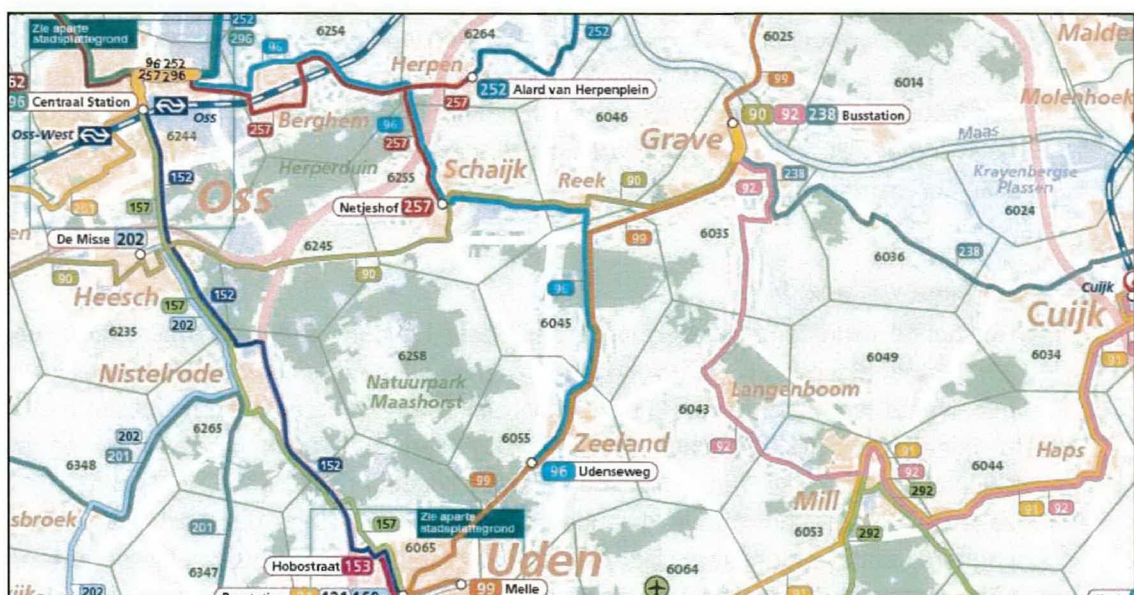 Zie aparte
stadsplattegrond
252
296
96 252
257 296
62
96 Centraal Station
Oss
Oss-West
6244
6254
96
257
Berghem
Herpen
6264
252
252 Alard van Herpenplein
257
96
257
6046
6025
99
6014
Malde
Molenhoek
Maas
Grave
90 92 238 Busstation
Krayenbergse
Plassen
6024
Herperduin
6255
Schaijk
Reek
90
92
238
152
157
Oss
Netjeshof 257
99
6035
De Misse 202
6245
90
6036
238
90
Heesch
157
152
202
96
6045
Cuijk
Cuijk
6235
6258
6049
6034
91
Nistelrode
Natuurpark
Maashorst
Langenboom
6043
202
201
6265
6055
Zeeland
92
91
Haps
6348
152
99
96 Udenseweg
92
6044
292
Mill
sbroek
Zie aparte
stadsplattegrond
157
91
92
201
6065
Uden
6053
292
Hobostraat 153
6347
6064
202
99 Melle
91